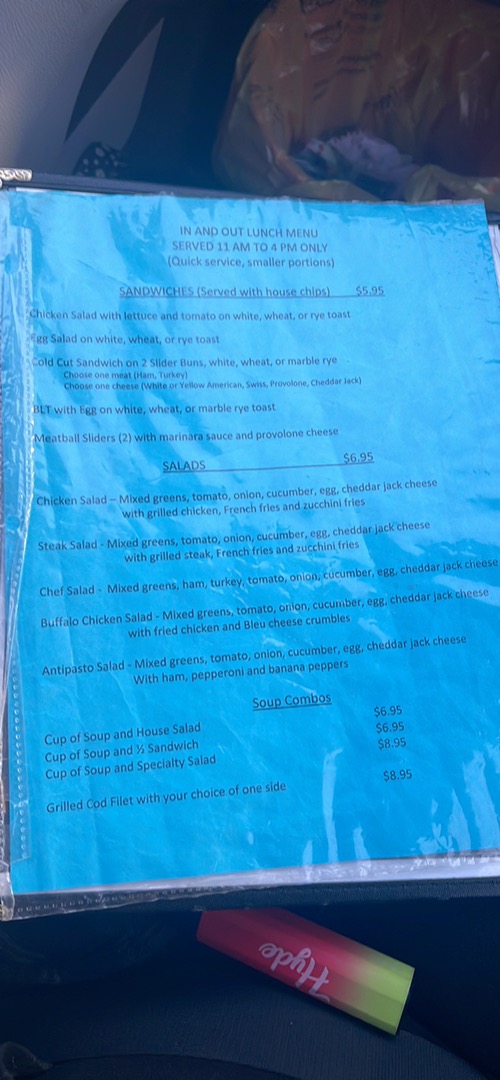 IN AND OUT LUNCH MENU
SERVED 11 AM TO 4 PM ONLY
(Quick service, smaller portions)
SANDWICHES (Served with house chips) $5.95
Chicken Salad with lettuce and tomato on white, wheat, or rye toast
Egg Salad on white, wheat, or rye toast
Cold Cut Sandwich on 2 Slider Buns, white, wheat, or marble rye
Choose one meat (Ham, Turkey)
Choose one cheese (White or Yellow American, Swiss, Provolone, Cheddar Jack)
BLT with Egg on white, wheat, or marble rye toast
Meatball Sliders (2) with marinara sauce and provolone cheese
SALADS $6.95
Chicken Salad – Mixed greens, tomato, onion, cucumber, egg, cheddar jack cheese
with grilled chicken, French fries and zucchini fries
Steak Salad - Mixed greens, tomato, onion, cucumber, egg, cheddar jack cheese
with grilled steak, French fries and zucchini fries
Chef Salad - Mixed greens, ham, turkey, tomato, onion, cucumber, egg, cheddar jack cheese
Buffalo Chicken Salad - Mixed greens, tomato, onion, cucumber, egg, cheddar jack cheese
with fried chicken and Bleu cheese crumbles
Antipasto Salad - Mixed greens, tomato, onion, cucumber, egg, cheddar jack cheese
With ham, pepperoni and banana peppers
Soup Combos
Cup of Soup and House Salad $6.95
Cup of Soup and ½ Sandwich $6.95
Cup of Soup and Specialty Salad $8.95
Grilled Cod Filet with your choice of one side $8.95
Hyde